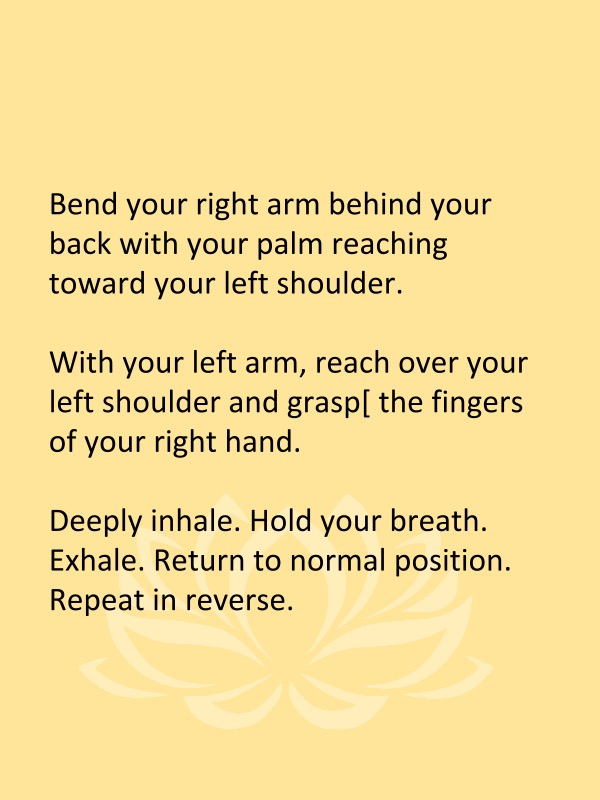 Bend your right arm behind your
back with your palm reaching
toward your left shoulder.
With your left arm, reach over your
left shoulder and grasp[ the fingers
of your right hand.
Deeply inhale. Hold your breath.
Exhale. Return to normal position.
Repeat in reverse.